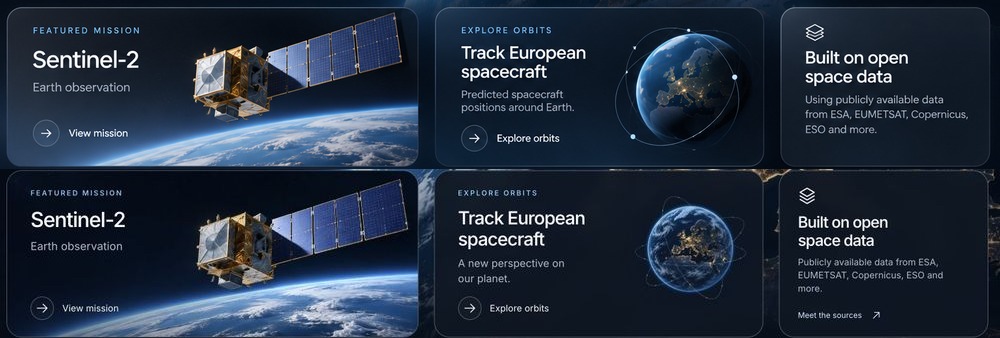 FEATURED MISSION
Sentinel-2
Earth observation
View mission
EXPLORE ORBITS
Track European
spacecraft
Predicted spacecraft
positions around Earth.
Explore orbits
Built on open
space data
Using publicly available data
from ESA, EUMETSAT, Copernicus,
ESO and more.
FEATURED MISSION
Sentinel-2
Earth observation
View mission
EXPLORE ORBITS
Track European
spacecraft
A new perspective on
our planet.
Explore orbits
Built on open
space data
Publicly available data from ESA,
EUMETSAT, Copernicus, ESO and
more.
Meet the sources